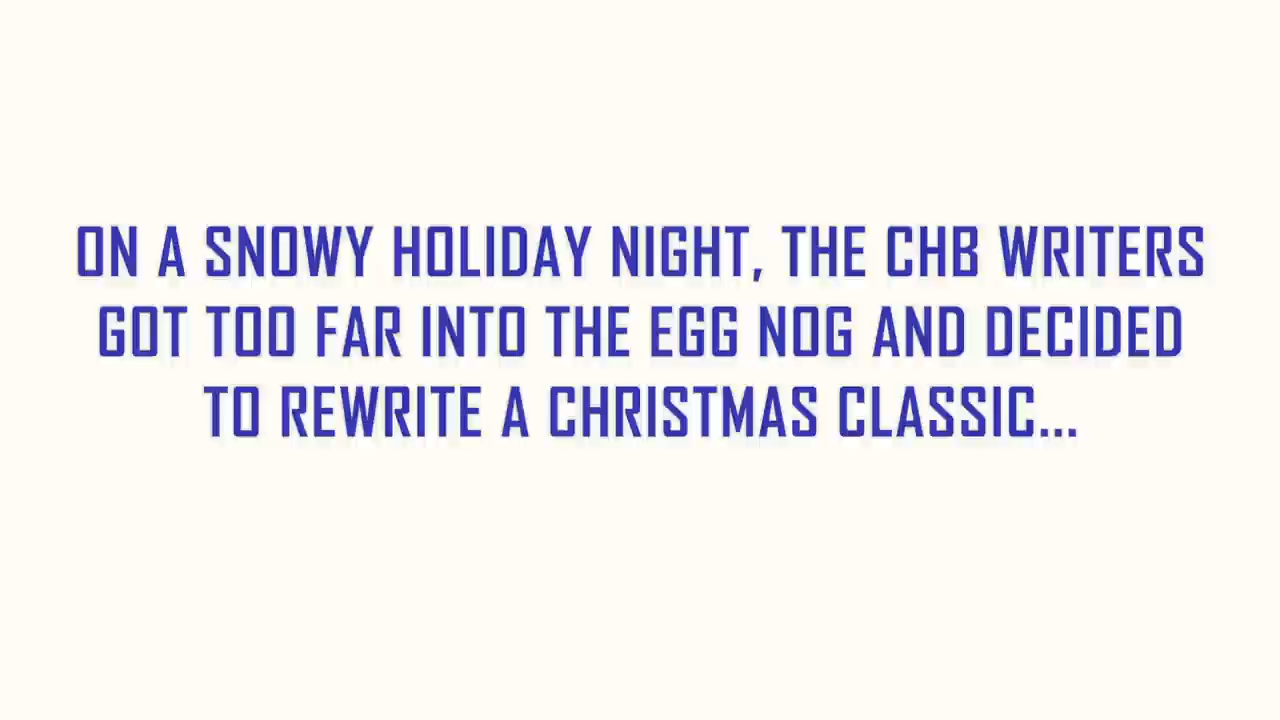 ON A SNOWY HOLIDAY NIGHT, THE CHB WRITERS
GOT TOO FAR INTO THE EGG NOG AND DECIDED
TO REWRITE A CHRISTMAS CLASSIC...